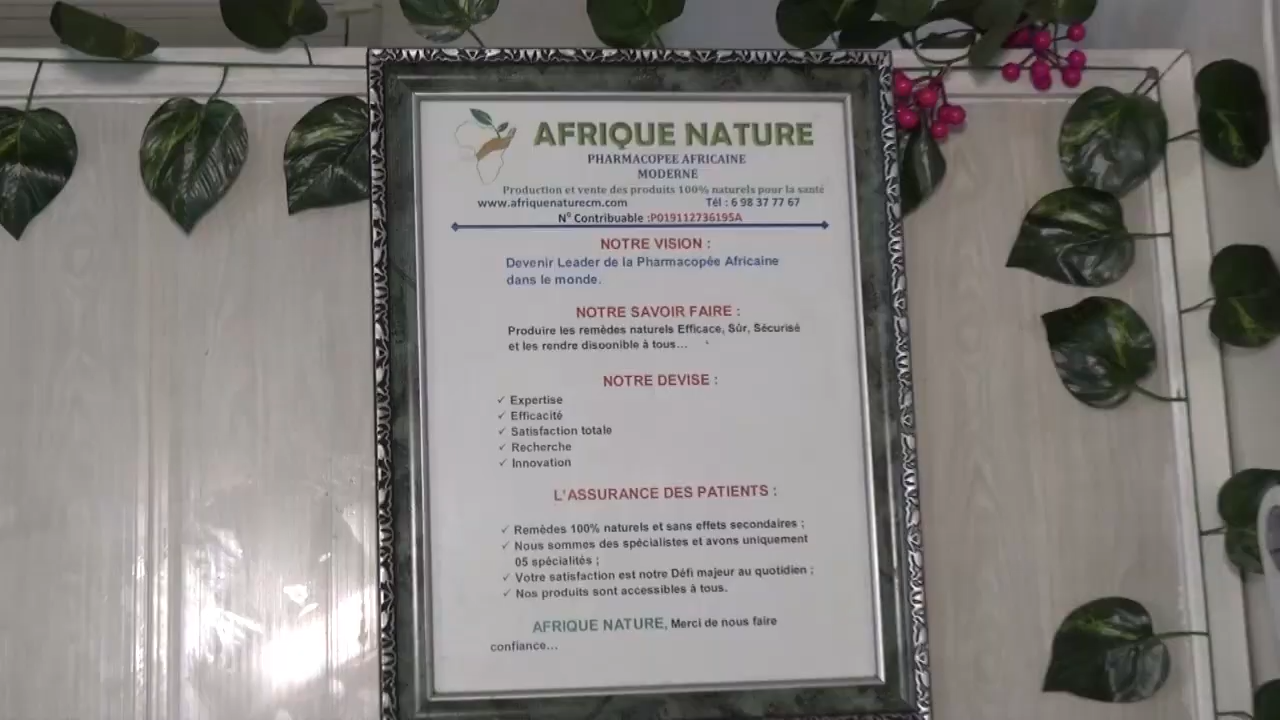 AFRIQUE NATURE
PHARMACOPEE AFRICAINE
MODERNE
Production et vente des produits 100% naturels pour la santé
www.afriquenaturecm.com Tél : 6 98 37 77 67
N° Contribuable :P019112736195A
NOTRE VISION :
Devenir Leader de la Pharmacopée Africaine
dans le monde.
NOTRE SAVOIR FAIRE :
Produire les remèdes naturels Efficace, Sûr, Sécurisé
et les rendre disponible à tous...
NOTRE DEVISE :
✓ Expertise
✓ Efficacité
✓ Satisfaction totale
✓ Recherche
✓ Innovation
L'ASSURANCE DES PATIENTS :
✓ Remèdes 100% naturels et sans effets secondaires ;
✓ Nous sommes des spécialistes et avons uniquement
05 spécialités ;
✓ Votre satisfaction est notre Défi majeur au quotidien ;
✓ Nos produits sont accessibles à tous.
AFRIQUE NATURE, Merci de nous faire
confiance...